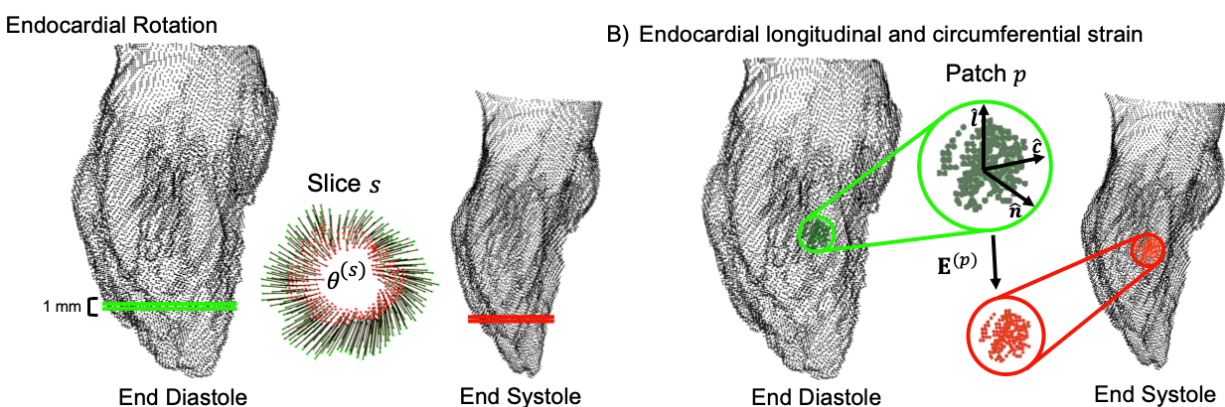 Endocardial Rotation
Slice s
θ(s)
1 mm
End Diastole
End Systole
B) Endocardial longitudinal and circumferential strain
Patch p
l̂
ĉ
n̂
E(p)
End Diastole
End Systole